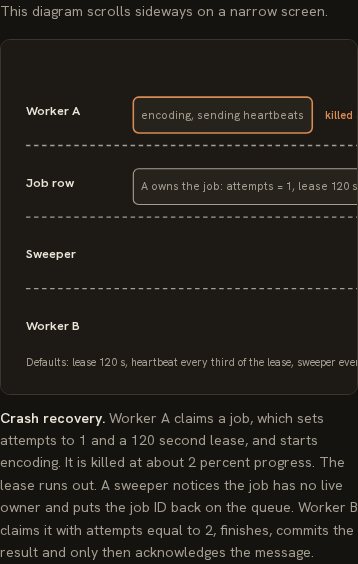 This diagram scrolls sideways on a narrow screen.
Worker A
encoding, sending heartbeats
killed
Job row
A owns the job: attempts = 1, lease 120 s
Sweeper
Worker B
Defaults: lease 120 s, heartbeat every third of the lease, sweeper
Crash recovery. Worker A claims a job, which sets
attempts to 1 and a 120 second lease, and starts
encoding. It is killed at about 2 percent progress. The
lease runs out. A sweeper notices the job has no live
owner and puts the job ID back on the queue. Worker B
claims it with attempts equal to 2, finishes, commits the
result and only then acknowledges the message.